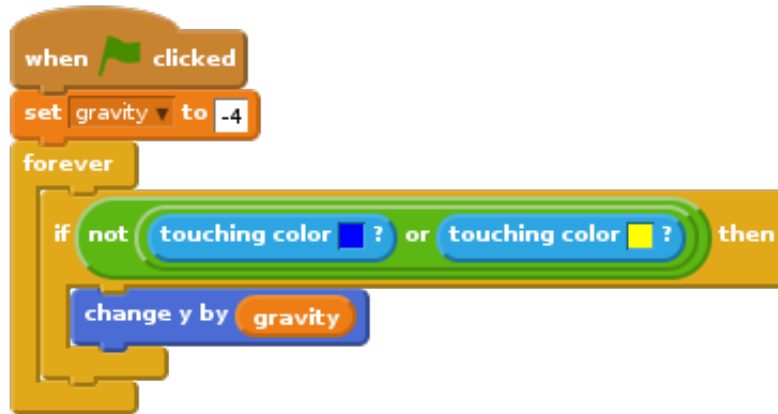 when clicked
set gravity to -4
forever
if not touching color ? or touching color ? then
change y by gravity